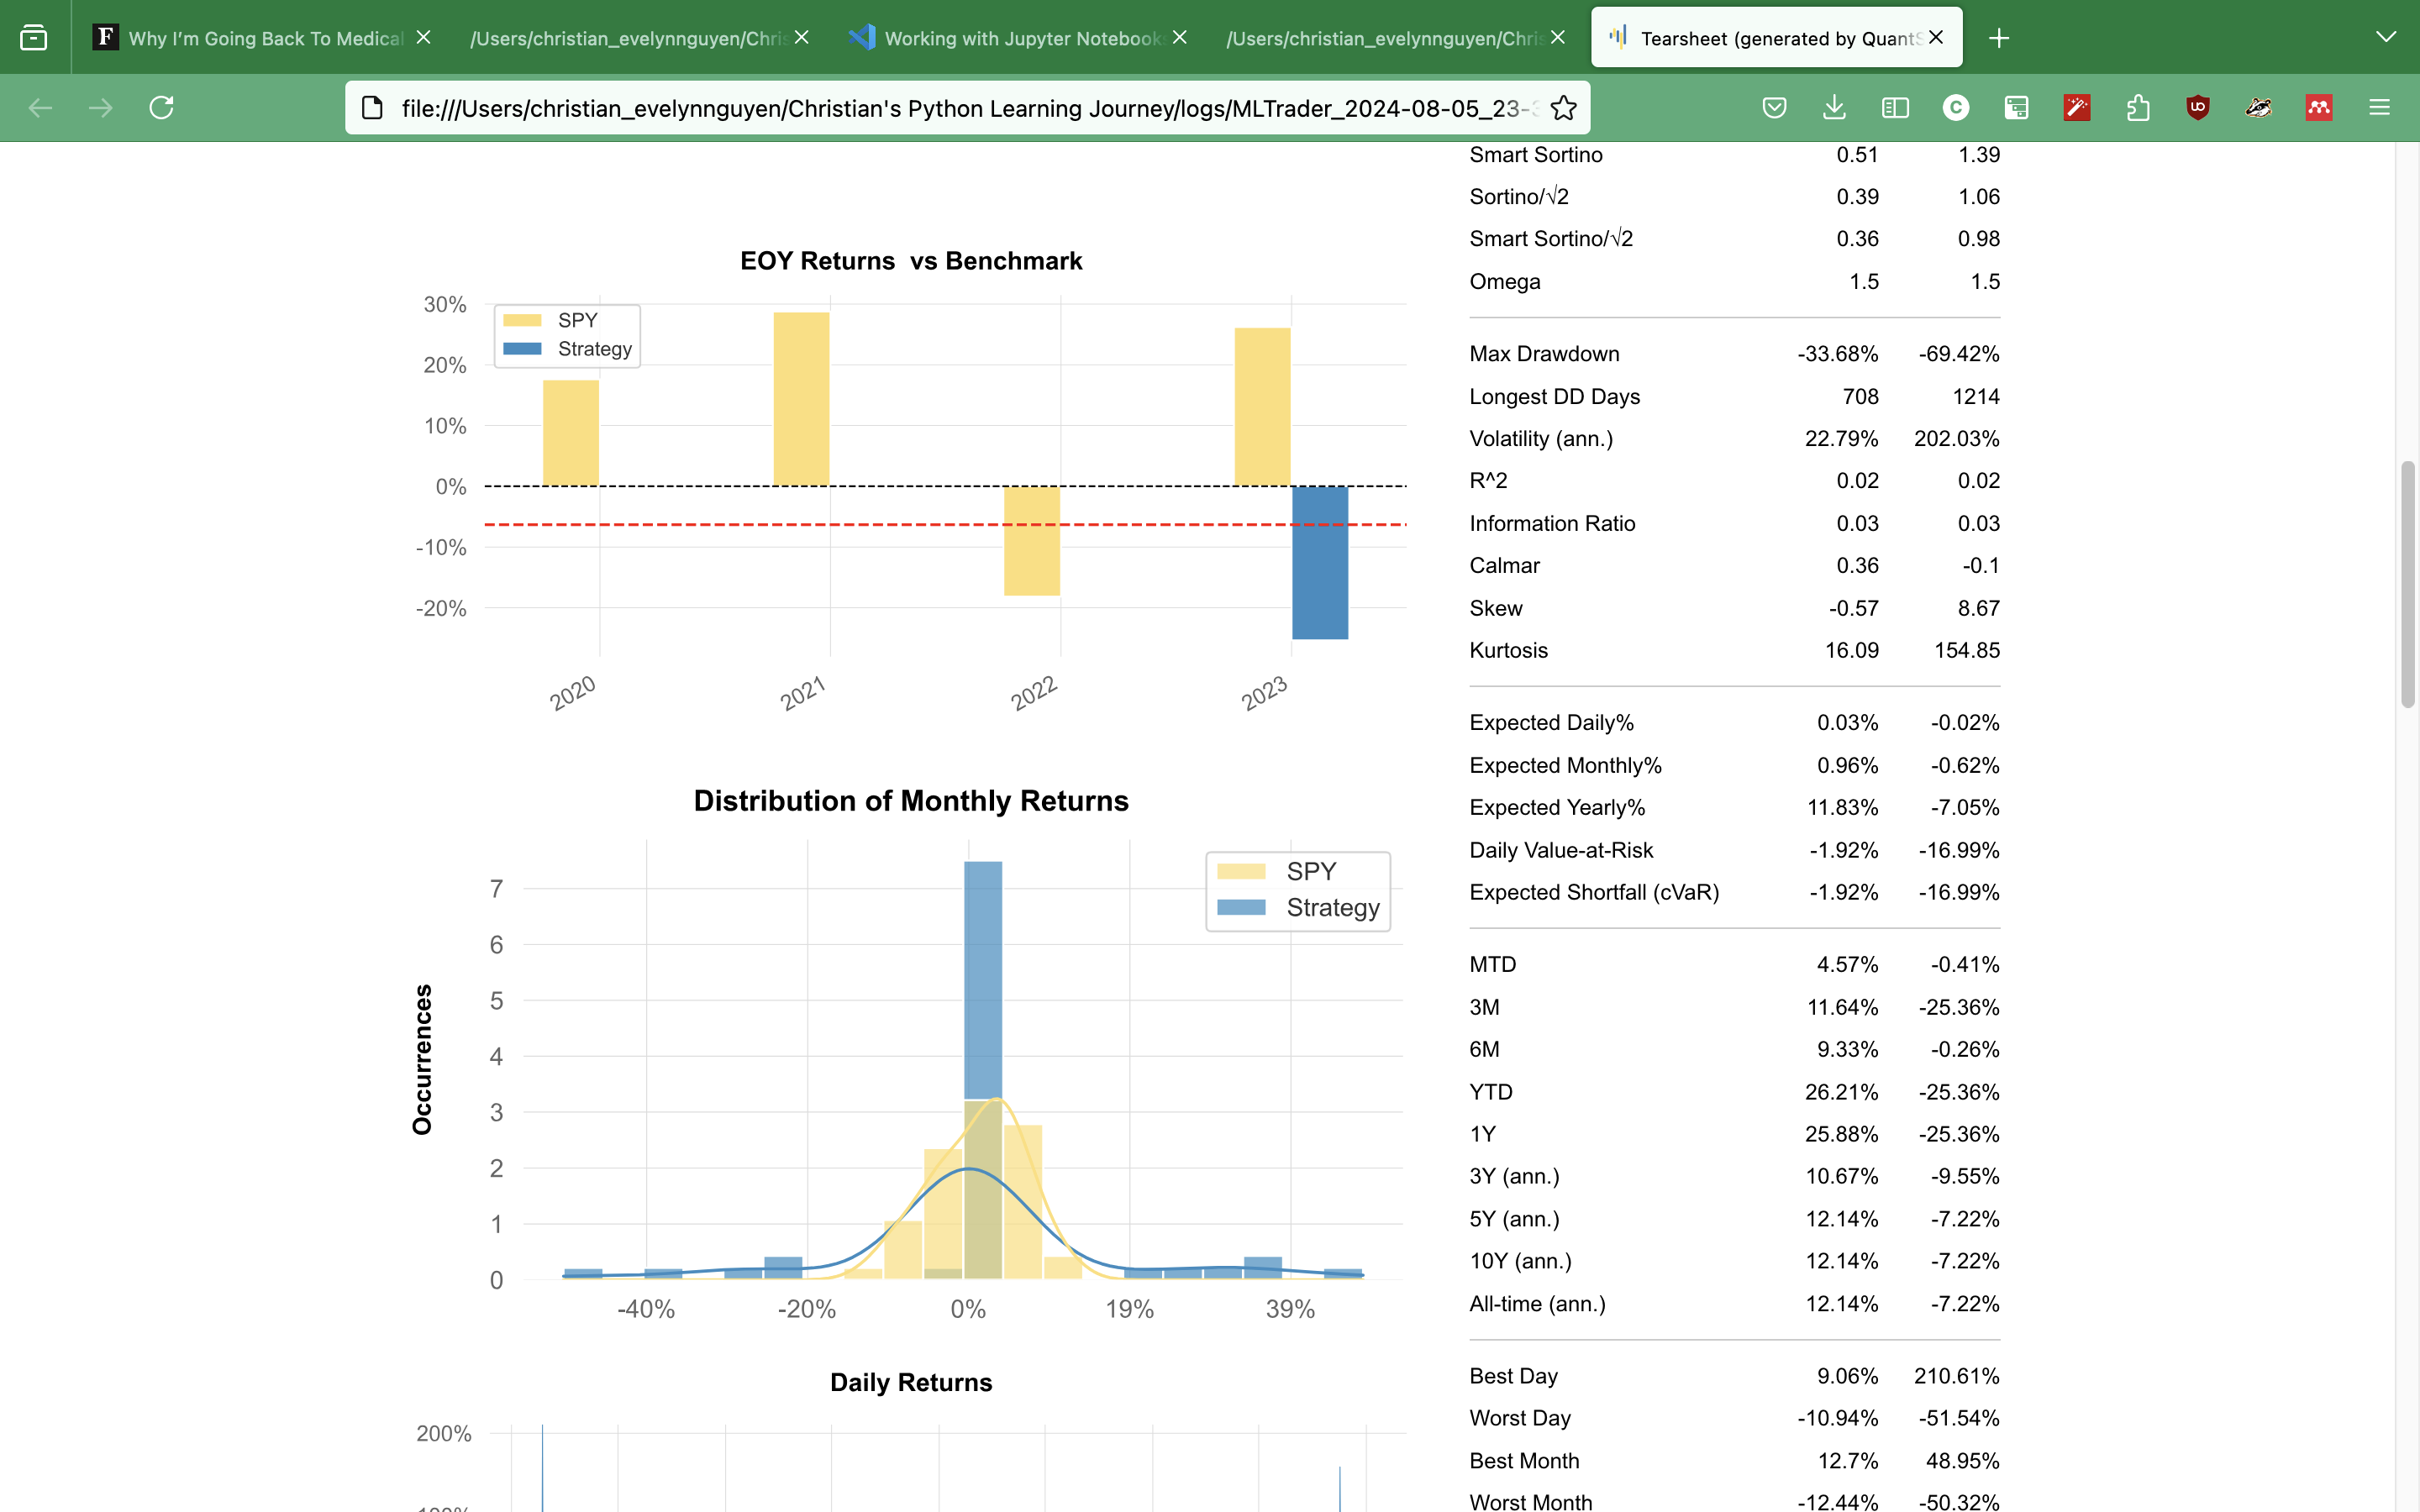 F Why I'm Going Back To Medical
/Users/christian_evelynnguyen/Chris
Working with Jupyter Notebooks
/Users/christian_evelynnguyen/Chris
Tearsheet (generated by QuantS
file:///Users/christian_evelynnguyen/Christian's Python Learning Journey/logs/MLTrader_2024-08-05_23-3
EOY Returns vs Benchmark
SPY
Strategy
30%
20%
10%
0%
-10%
-20%
2020 2021 2022 2023
Distribution of Monthly Returns
SPY
Strategy
Occurrences
7
6
5
4
3
2
1
0
-40% -20% 0% 19% 39%
Daily Returns
200%
Smart Sortino 0.51 1.39
Sortino/√2 0.39 1.06
Smart Sortino/√2 0.36 0.98
Omega 1.5 1.5
Max Drawdown -33.68% -69.42%
Longest DD Days 708 1214
Volatility (ann.) 22.79% 202.03%
R^2 0.02 0.02
Information Ratio 0.03 0.03
Calmar 0.36 -0.1
Skew -0.57 8.67
Kurtosis 16.09 154.85
Expected Daily% 0.03% -0.02%
Expected Monthly% 0.96% -0.62%
Expected Yearly% 11.83% -7.05%
Daily Value-at-Risk -1.92% -16.99%
Expected Shortfall (cVaR) -1.92% -16.99%
MTD 4.57% -0.41%
3M 11.64% -25.36%
6M 9.33% -0.26%
YTD 26.21% -25.36%
1Y 25.88% -25.36%
3Y (ann.) 10.67% -9.55%
5Y (ann.) 12.14% -7.22%
10Y (ann.) 12.14% -7.22%
All-time (ann.) 12.14% -7.22%
Best Day 9.06% 210.61%
Worst Day -10.94% -51.54%
Best Month 12.7% 48.95%
Worst Month -12.44% -50.32%